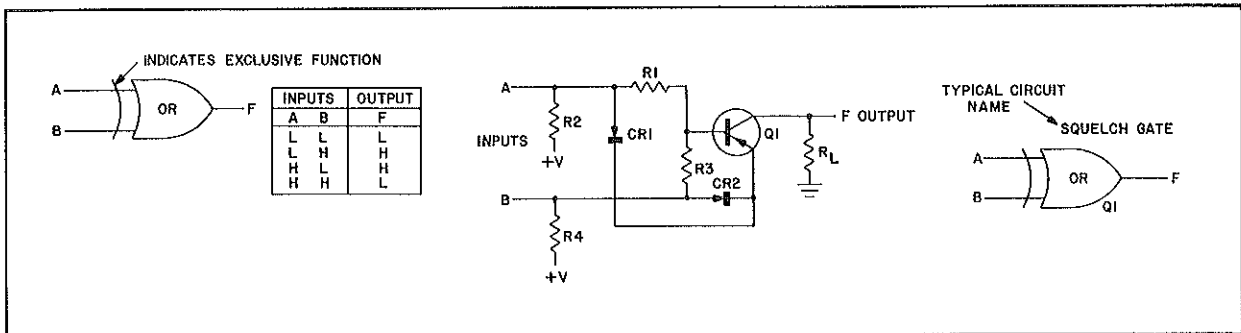 INDICATES EXCLUSIVE FUNCTION
A
B
OR
F
INPUTS OUTPUT
A B F
L L L
L H H
H L H
H H L
A
R1
R2
+V
CR1
INPUTS
Q1
F OUTPUT
RL
R3
CR2
B
R4
+V
TYPICAL CIRCUIT
NAME
SQUELCH GATE
A
B
OR
Q1
F